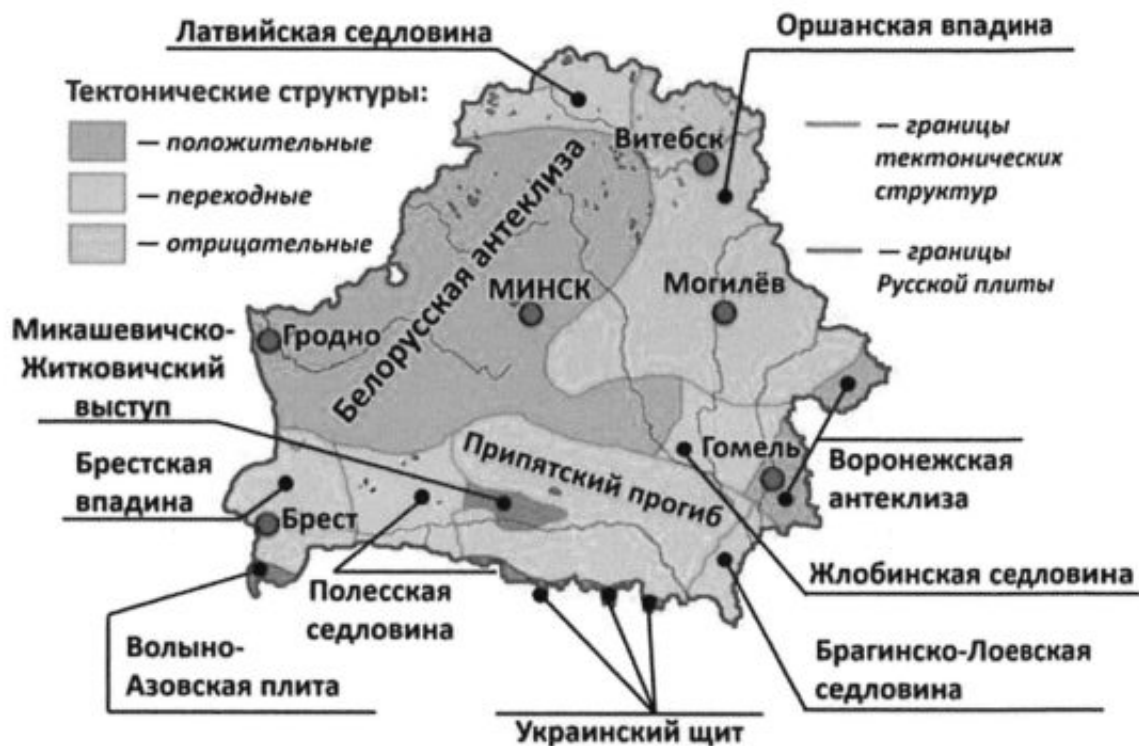 Латвийская седловина
Оршанская впадина
Тектонические структуры:
— положительные
— переходные
— отрицательные
— границы
тектонических
структур
— границы
Русской плиты
Витебск
Белорусская антеклиза
МИНСК
Могилёв
Гродно
Микашевичско-
Житковичский
выступ
Брестская
впадина
Брест
Припятский прогиб
Гомель
Воронежская
антеклиза
Жлобинская седловина
Полесская
седловина
Волыно-
Азовская плита
Брагинско-Лоевская
седловина
Украинский щит